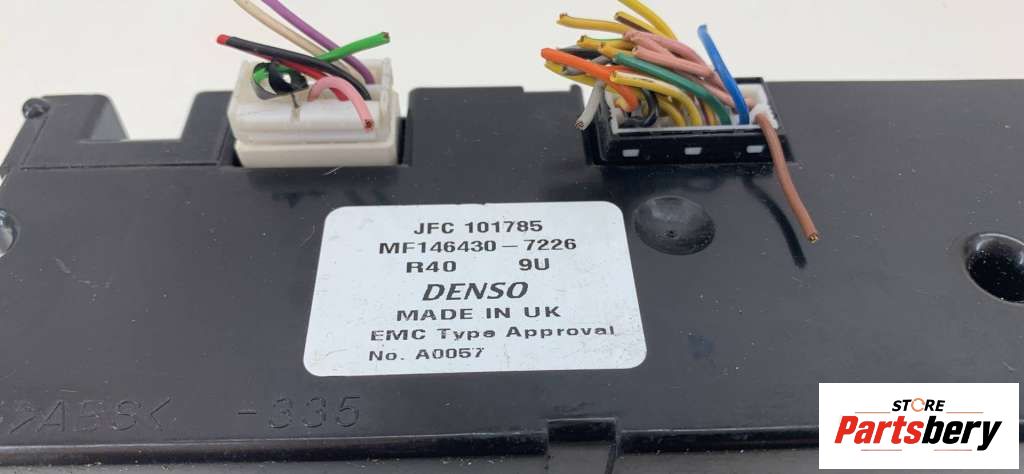 JFC 101785
MF146430-7226
R40 9U
DENSO
MADE IN UK
EMC Type Approval
No. A0057
>ABS< -335
STORE
Partsbery